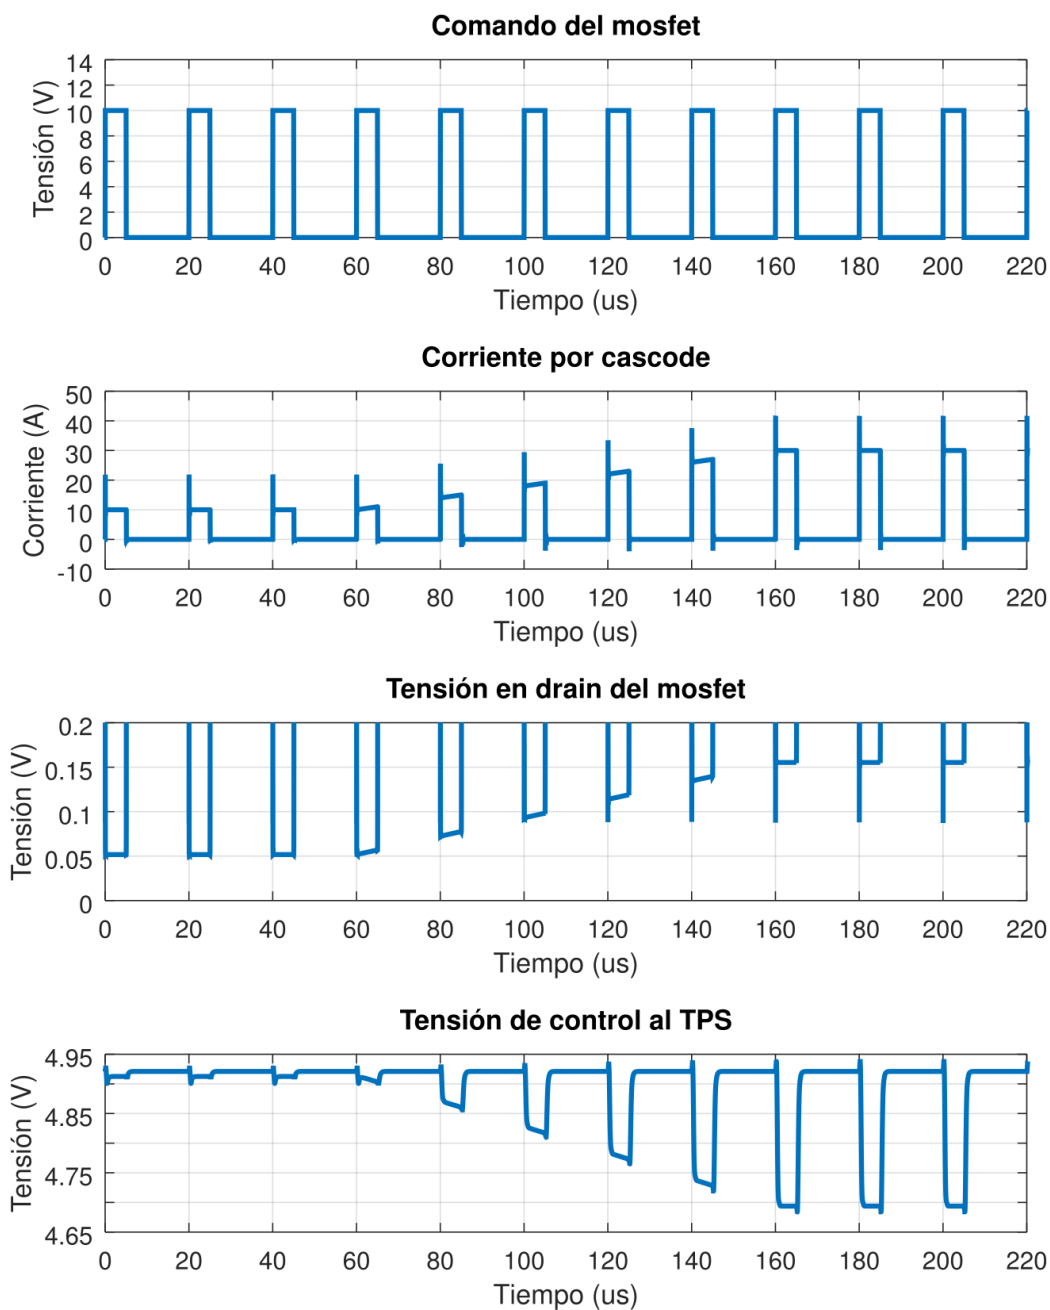 Comando del mosfet
Tensión (V)
14
12
10
8
6
4
2
0
0 20 40 60 80 100 120 140 160 180 200 220
Tiempo (us)
Corriente por cascode
Corriente (A)
50
40
30
20
10
0
-10
0 20 40 60 80 100 120 140 160 180 200 220
Tiempo (us)
Tensión en drain del mosfet
Tensión (V)
0.2
0.15
0.1
0.05
0
0 20 40 60 80 100 120 140 160 180 200 220
Tiempo (us)
Tensión de control al TPS
Tensión (V)
4.95
4.85
4.75
4.65
0 20 40 60 80 100 120 140 160 180 200 220
Tiempo (us)